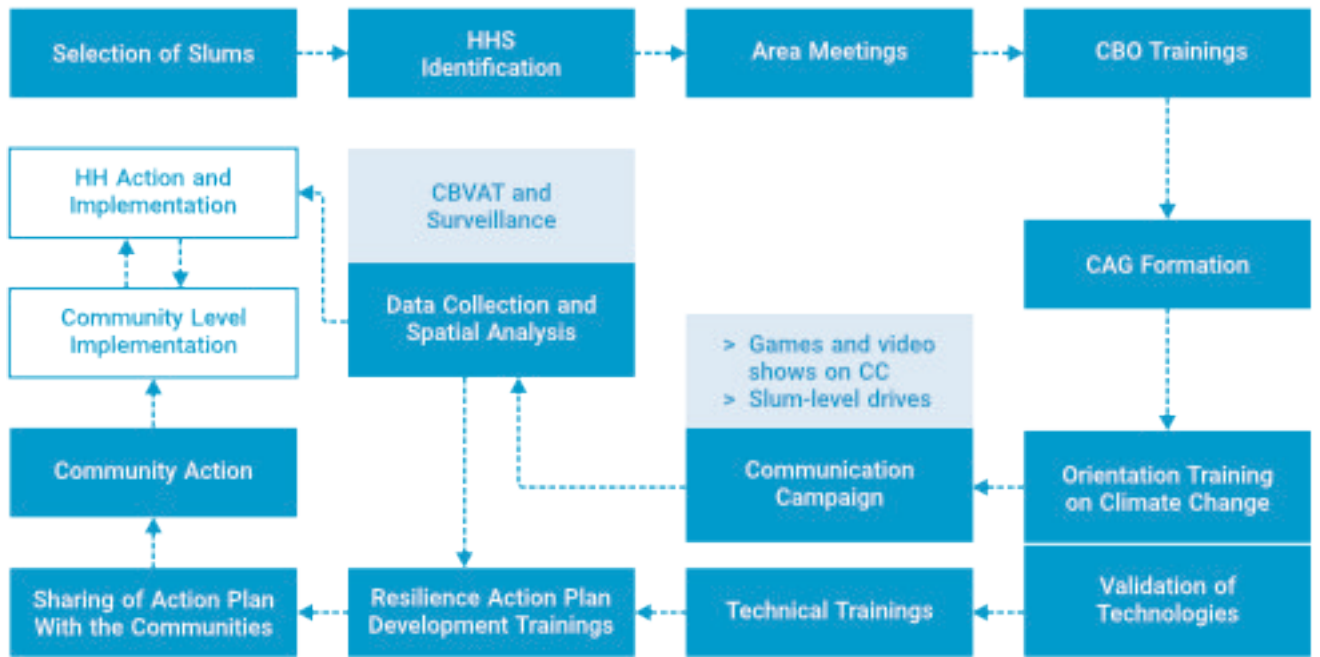 Selection of Slums
HHS
Identification
Area Meetings
CBO Trainings
HH Action and
Implementation
CBVAT and
Surveillance
CAG Formation
Community Level
Implementation
Data Collection and
Spatial Analysis
> Games and video
shows on CC
> Slum-level drives
Community Action
Communication
Campaign
Orientation Training
on Climate Change
Sharing of Action Plan
With the Communities
Resilience Action Plan
Development Trainings
Technical Trainings
Validation of
Technologies